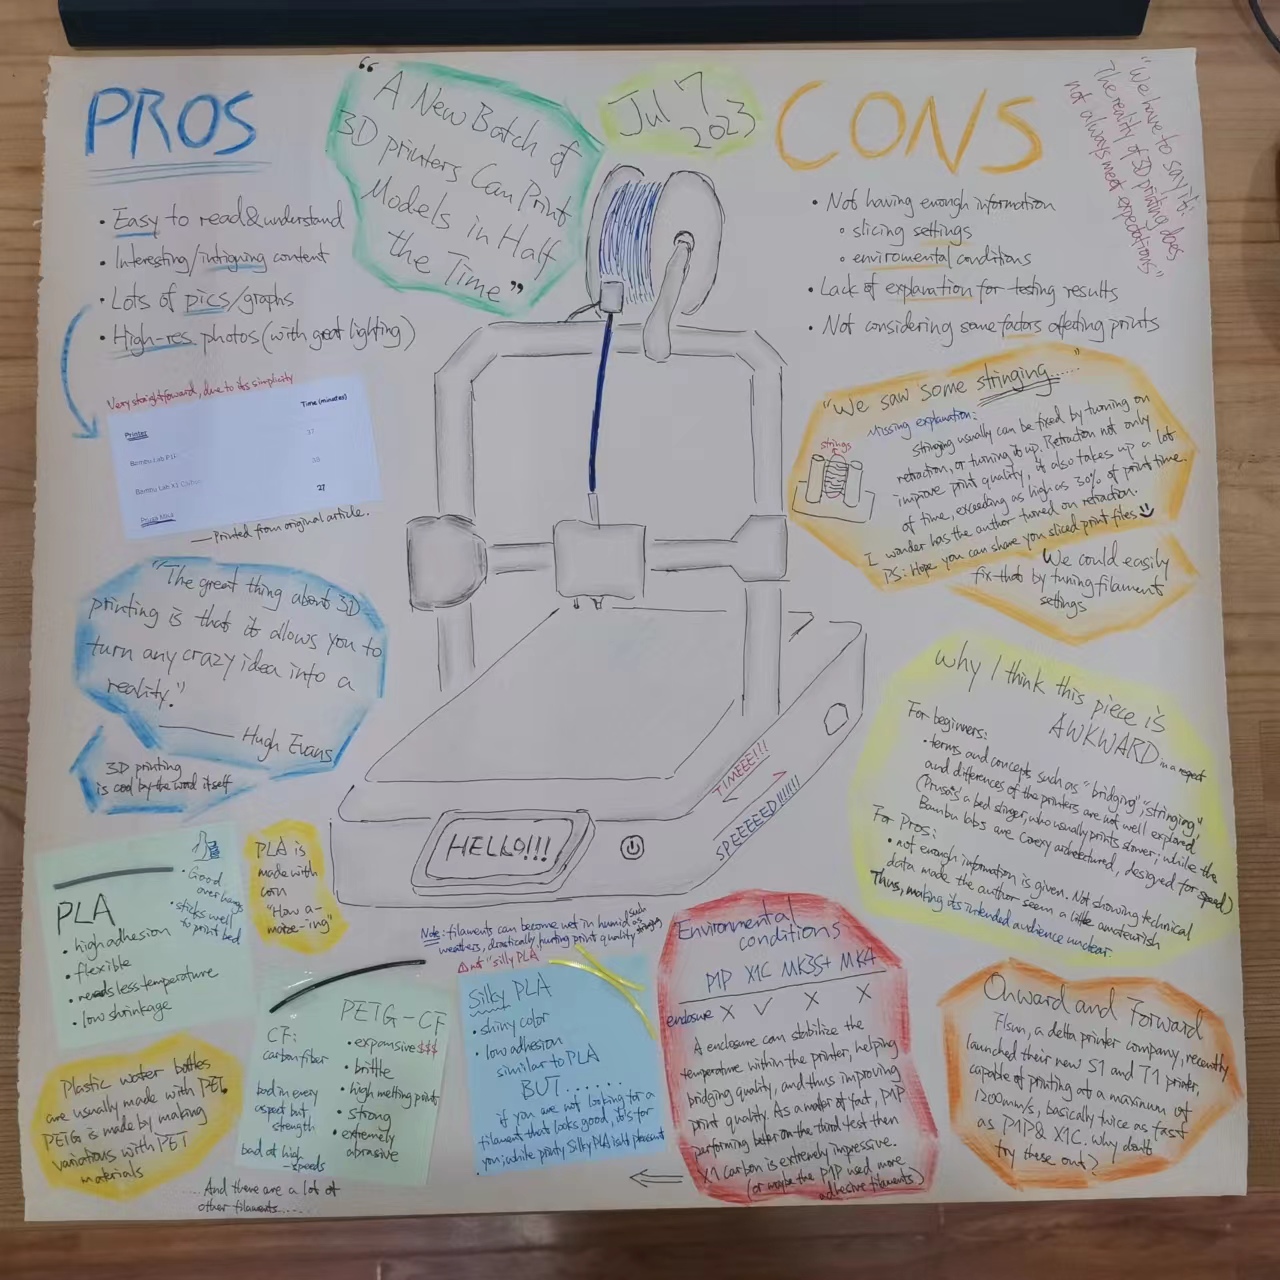 PROS
• Easy to read & understand
• Interesting/intriguing content
• Lots of pics/graphs
• High-res photos (with great lighting)
"A New Batch of
3D printers Can Print
Models in Half
the Time"
Jul 7
2023
CONS
• Not having enough information
◦ slicing settings
◦ enviromental conditions
• Lack of explanation for testing results
• Not considering some factors affecting prints
"We have to say it:
The reality of 3D printing does
not always meet expectations"
Very straightfoward, due to its simplicity
Time (minutes)
Printer
37
Bambu Lab P1P
Bambu Lab X1 Carbon
27
Prusa MK4
— Printed from original article.
"We saw some stringing......"
Missing explanation:
strings
stringing usually can be fixed by turning on
retraction, or turning it up. Retraction not only
improve print quality, it also takes up a lot
of time, exceeding as high as 30% of print time.
I wonder has the author turned on retraction.
PS: Hope you can share you sliced print files
We could easily
fix that by tuning filament
settings
"The great thing about 3D
printing is that it allows you to
turn any crazy idea into a
reality."
— Hugh Evans
3D printing
is cool by the word itself
HELLO!!!
TIMEEE!!!
SPEEEEED!!!!!!!
why I think this piece is
AWKWARD in a respect
For beginners:
• terms and concepts such as "bridging", "stringing",
and differences of the printers are not well explored
(Prusa's a bed slinger, who usually prints slower; while the
Bambu labs are Corexy architectured, designed for speed)
For Pros:
• not enough information is given. Not showing technical
data made the author seem a little amateurish
Thus, making its intended audience unclear.
PLA
• high adhesion
• flexible
• needs less temperature
• low shrinkage
• Good
overhangs
• sticks well
to print bed
PLA is
made with
corn
"How a-
maize-ing"
Plastic water bottles
are usually made with PET,
PETG is made by making
variations with PET
materials
CF:
carbon fiber
bad in every
aspect but
strength
bad at high
speeds
PETG-CF
• expansive $$$
• brittle
• high melting point
• strong
• extremely
abrasive
...... And there are a lot of
other filaments......
Note: filaments can become wet in humid
weathers, drastically hurting print quality such as stringing
⚠ not "silly PLA"
Silky PLA
• shiny color
• low adhesion
similar to PLA
BUT......
if you are not looking for a
filament that looks good, it's for
Environmental
conditions
P1P X1C MK3S+ MK4
enclosure X V X X
A enclosure can stabilize the
temperature within the printer, helping
bridging quality, and thus improving
print quality. As a matter of fact, P1P
performing better on the third test then
X1 carbon is extremely impressive.
(or maybe the P1P used more
adhesive filaments)
Onward and Forward
Flsun, a delta printer company, recently
launched their new S1 and T1 printer,
capable of printing at a maxinum of
1200mm/s, basically twice as fast
as P1P & X1C. why don't
try these out?